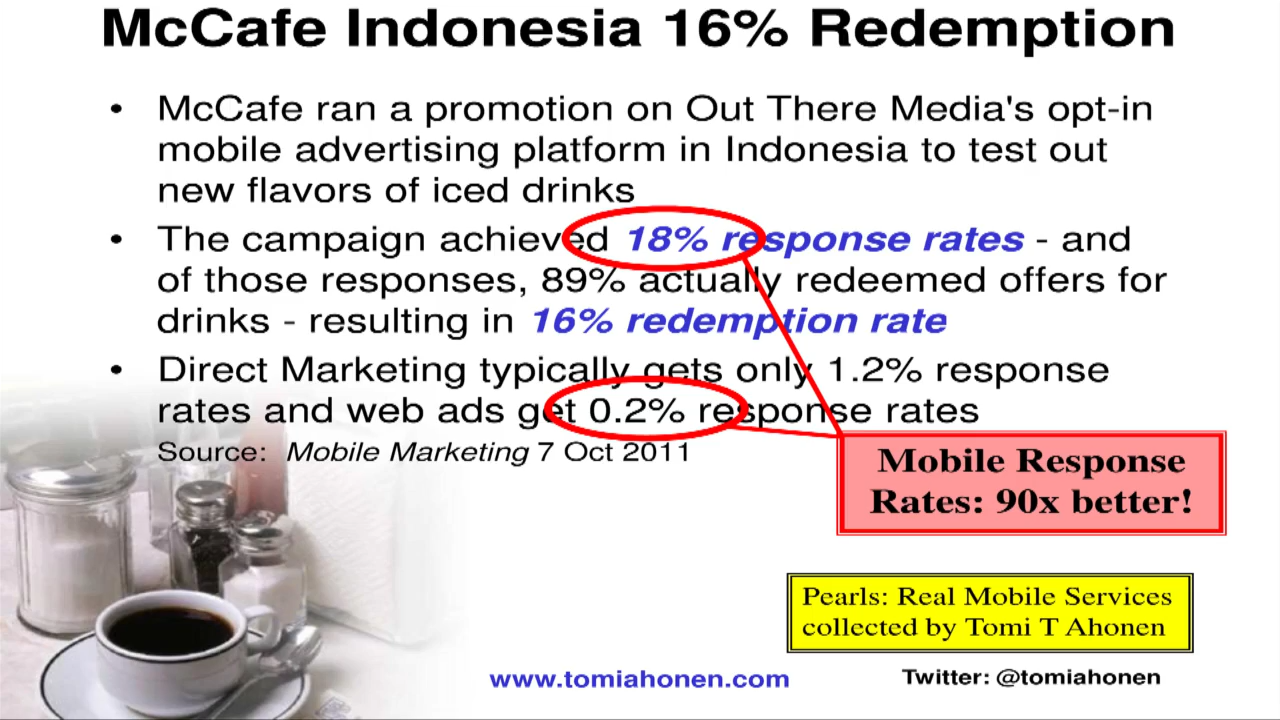 McCafe Indonesia 16% Redemption
• McCafe ran a promotion on Out There Media's opt-in
mobile advertising platform in Indonesia to test out
new flavors of iced drinks
• The campaign achieved 18% response rates - and
of those responses, 89% actually redeemed offers for
drinks - resulting in 16% redemption rate
• Direct Marketing typically gets only 1.2% response
rates and web ads get 0.2% response rates
Source: Mobile Marketing 7 Oct 2011
Mobile Response
Rates: 90x better!
Pearls: Real Mobile Services
collected by Tomi T Ahonen
www.tomiahonen.com
Twitter: @tomiahonen